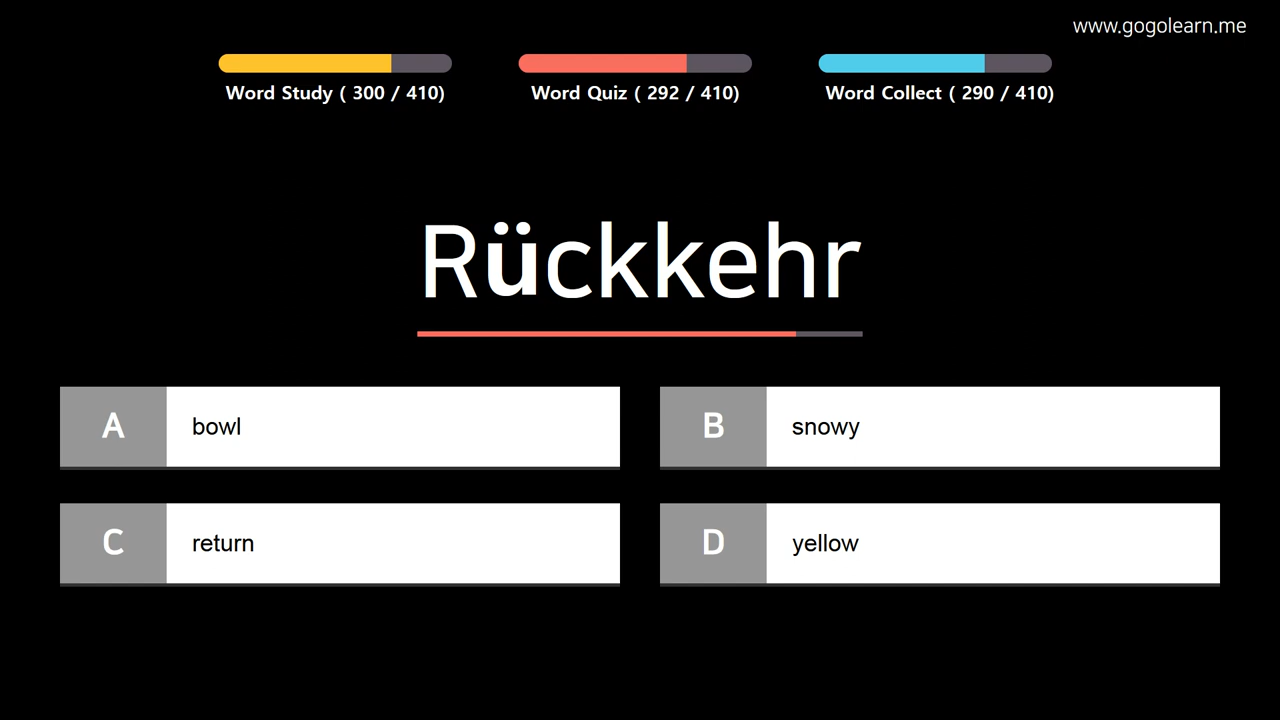 www.gogolearn.me
Word Study ( 300 / 410)
Word Quiz ( 292 / 410)
Word Collect ( 290 / 410)
Rückkehr
A bowl
B snowy
C return
D yellow